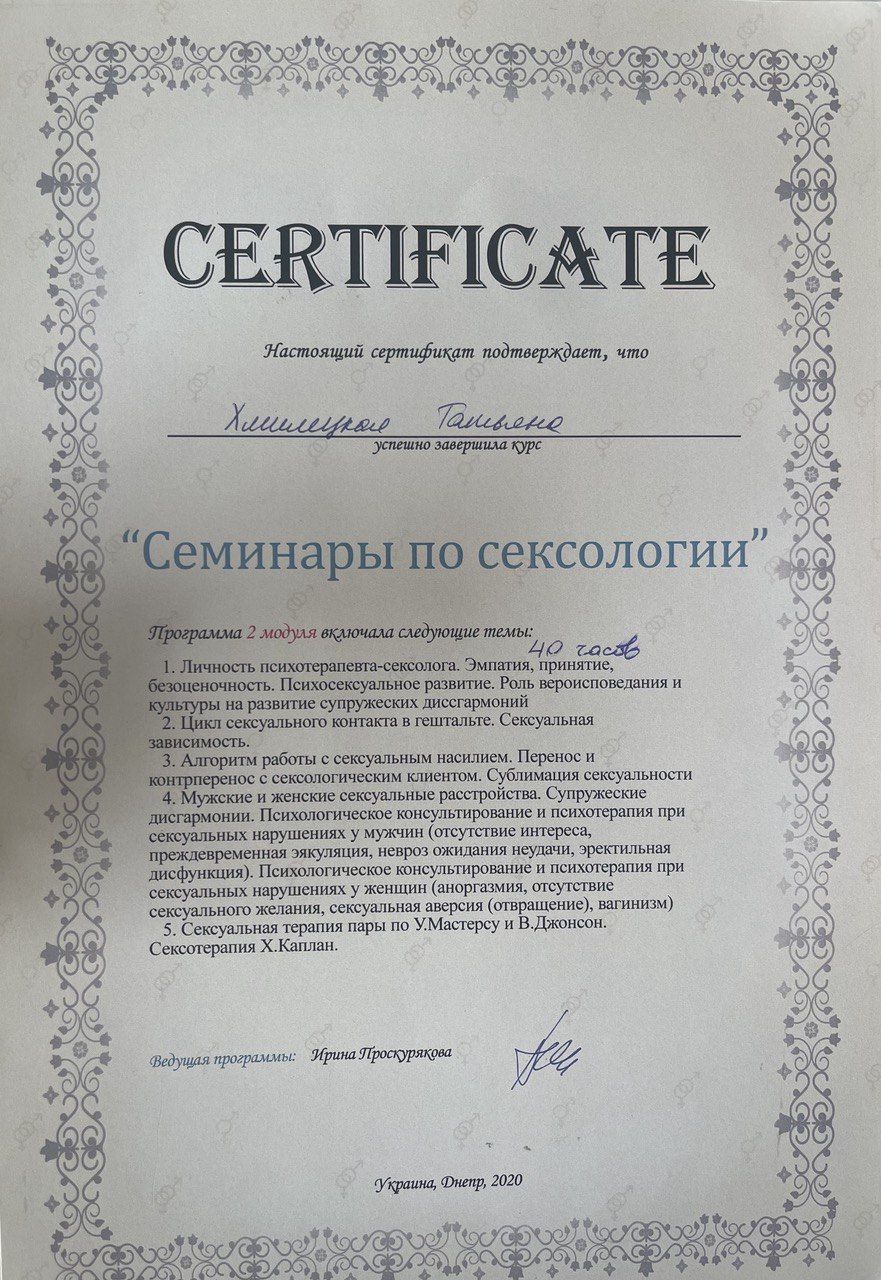 CERTIFICATE
Настоящий сертификат подтверждает, что
Хмилецкая Татьяна
успешно завершила курс
“Семинары по сексологии”
Программа 2 модуля включала следующие темы:
40 часов
1. Личность психотерапевта-сексолога. Эмпатия, принятие,
безоценочность. Психосексуальное развитие. Роль вероисповедания и
культуры на развитие супружеских диссгармоний
2. Цикл сексуального контакта в гештальте. Сексуальная
зависимость.
3. Алгоритм работы с сексуальным насилием. Перенос и
контрперенос с сексологическим клиентом. Сублимация сексуальности
4. Мужские и женские сексуальные расстройства. Супружеские
дисгармонии. Психологическое консультирование и психотерапия при
сексуальных нарушениях у мужчин (отсутствие интереса,
преждевременная эякуляция, невроз ожидания неудачи, эректильная
дисфункция). Психологическое консультирование и психотерапия при
сексуальных нарушениях у женщин (аноргазмия, отсутствие
сексуального желания, сексуальная аверсия (отвращение), вагинизм)
5. Сексуальная терапия пары по У.Мастерсу и В.Джонсон.
Сексотерапия Х.Каплан.
Ведущая программы: Ирина Проскурякова
Украина, Днепр, 2020